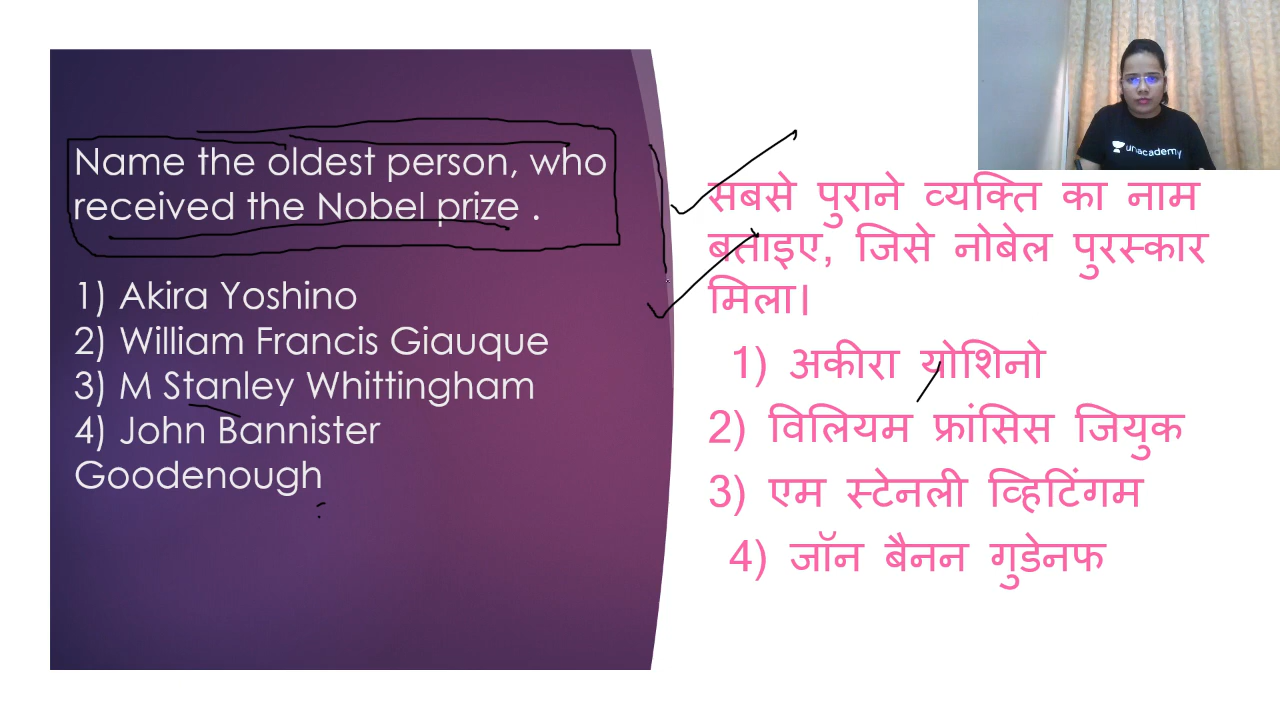 Name the oldest person, who
received the Nobel prize .
1) Akira Yoshino
2) William Francis Giauque
3) M Stanley Whittingham
4) John Bannister
Goodenough
सबसे पुराने व्यक्ति का नाम
बताइए, जिसे नोबेल पुरस्कार
मिला।
1) अकीरा योशिनो
2) विलियम फ्रांसिस जियुक
3) एम स्टेनली व्हिटिंगम
4) जॉन बैनन गुडेनफ
unacademy